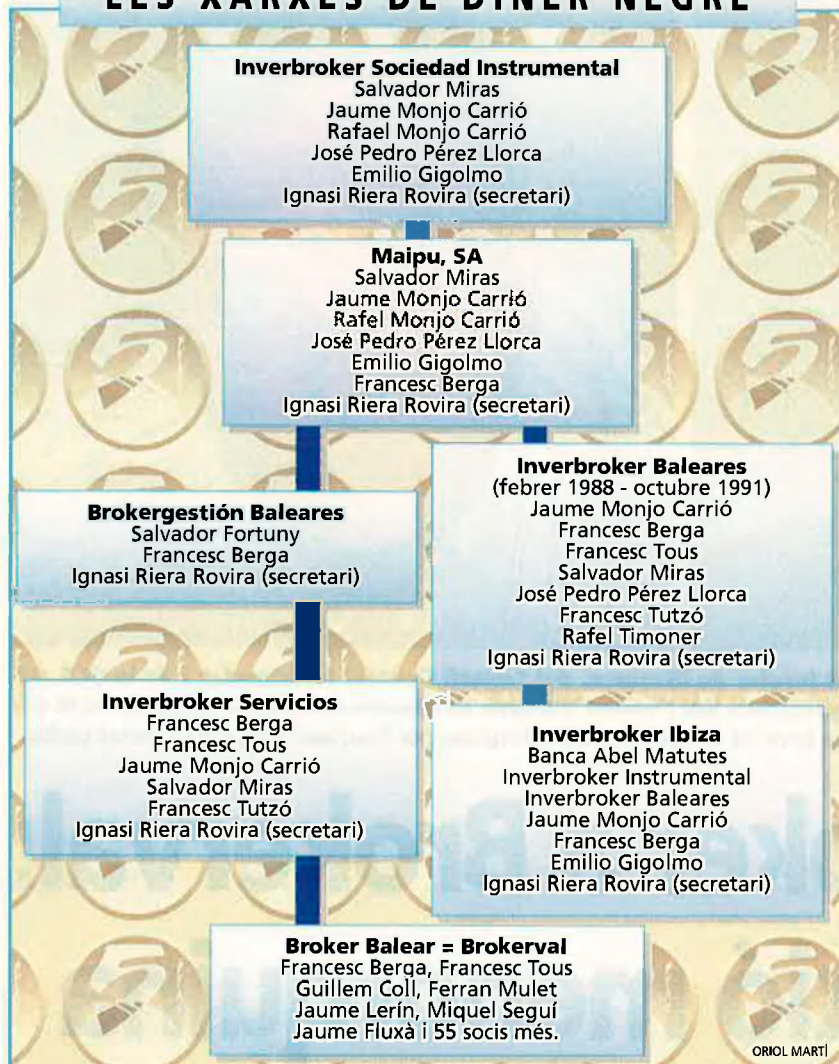 LES XARXES DE DINER NEGRE
Inverbroker Sociedad Instrumental
Salvador Miras
Jaume Monjo Carrió
Rafael Monjo Carrió
José Pedro Pérez Llorca
Emilio Gigolmo
Ignasi Riera Rovira (secretari)
Maipu, SA
Salvador Miras
Jaume Monjo Carrió
Rafel Monjo Carrió
José Pedro Pérez Llorca
Emilio Gigolmo
Francesc Berga
Ignasi Riera Rovira (secretari)
Brokergestión Baleares
Salvador Fortuny
Francesc Berga
Ignasi Riera Rovira (secretari)
Inverbroker Baleares
(febrer 1988 - octubre 1991)
Jaume Monjo Carrió
Francesc Berga
Francesc Tous
Salvador Miras
José Pedro Pérez Llorca
Francesc Tutzó
Rafel Timoner
Ignasi Riera Rovira (secretari)
Inverbroker Servicios
Francesc Berga
Francesc Tous
Jaume Monjo Carrió
Salvador Miras
Francesc Tutzó
Ignasi Riera Rovira (secretari)
Inverbroker Ibiza
Banca Abel Matutes
Inverbroker Instrumental
Inverbroker Baleares
Jaume Monjo Carrió
Francesc Berga
Emilio Gigolmo
Ignasi Riera Rovira (secretari)
Broker Balear = Brokerval
Francesc Berga, Francesc Tous
Guillem Coll, Ferran Mulet
Jaume Lerín, Miquel Seguí
Jaume Fluxà i 55 socis més.
ORIOL MARTÍ